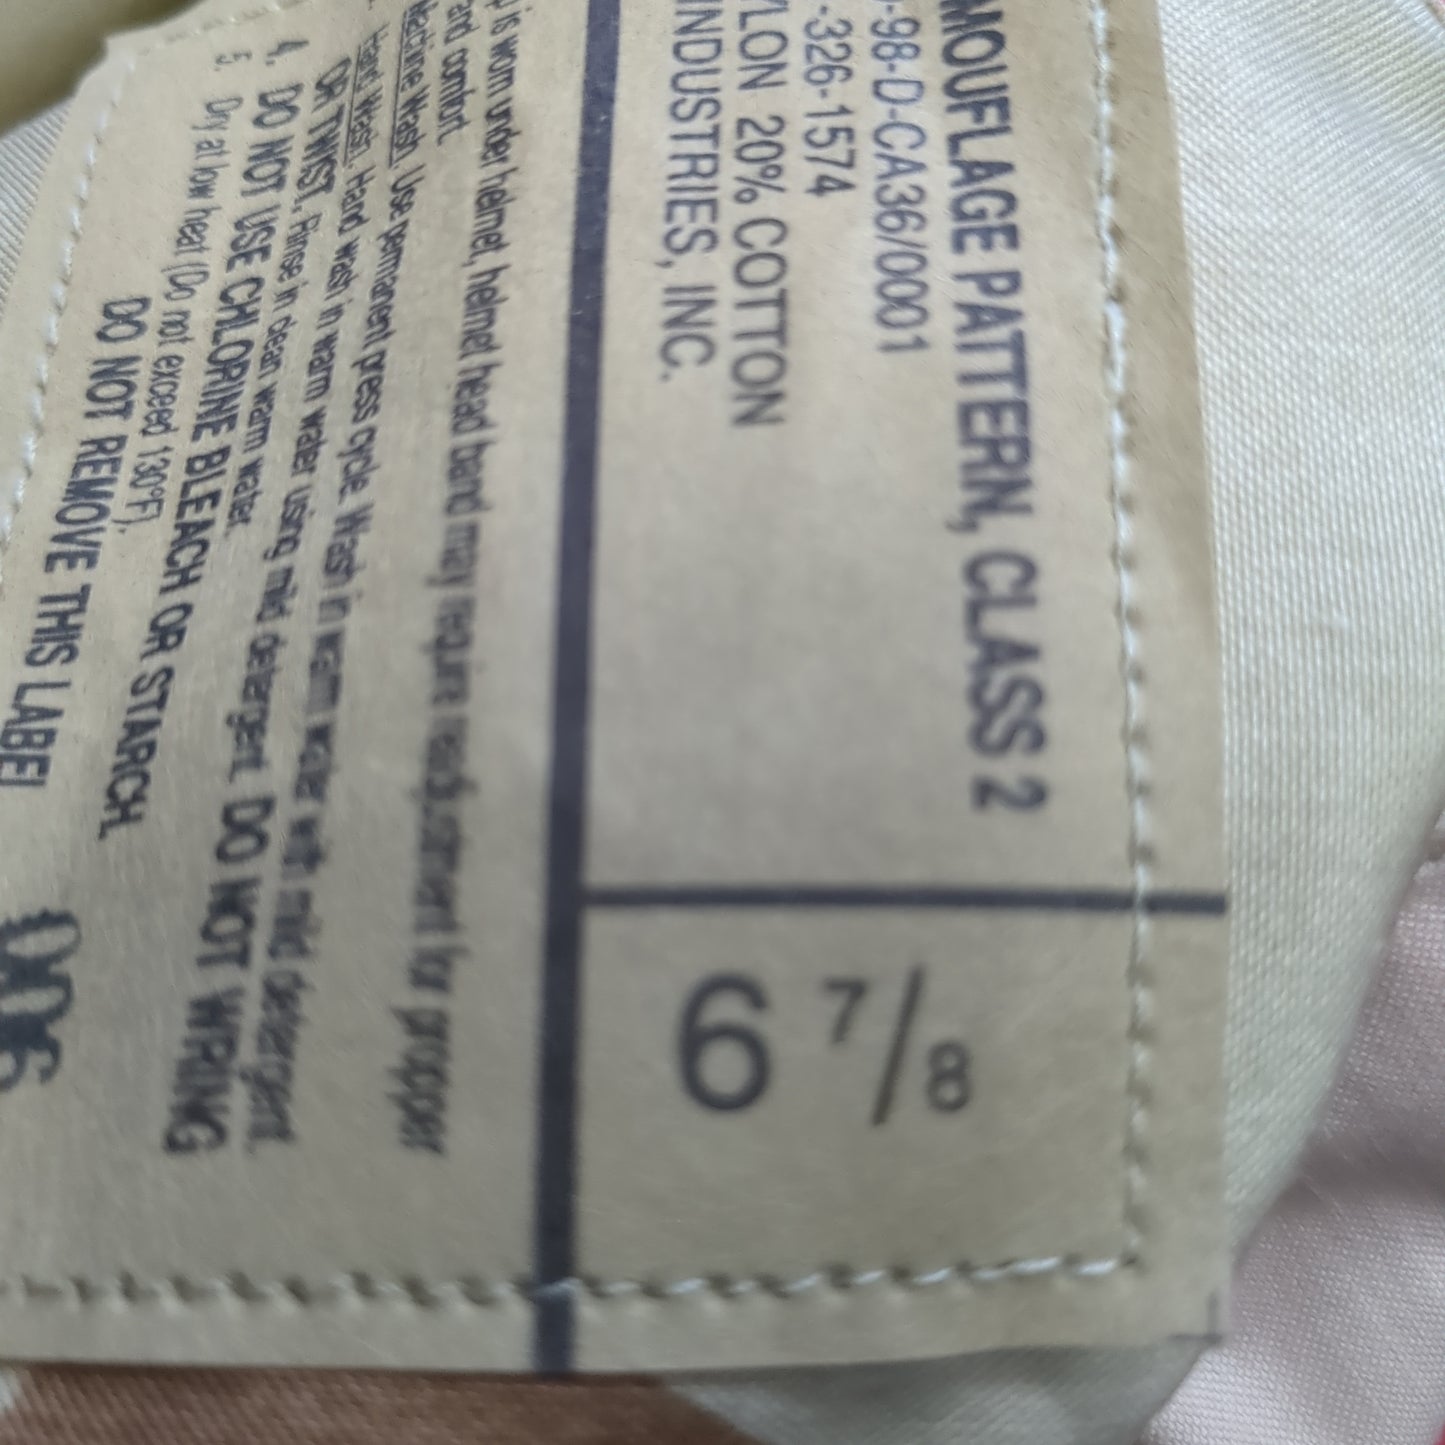 MOUFLAGE PATTERN, CLASS 2
-98-D-CA36/0001
-326-1574
YLON 20% COTTON
INDUSTRIES, INC.
6 7/8
is worn under helmet, helmet head band may require readjustment for proper
and comfort.
Machine Wash. Use permanent press cycle. Wash in warm water with mild detergent.
Hand Wash. Hand wash in warm water using mild detergent. DO NOT WRING
OR TWIST. Rinse in clean warm water.
4. DO NOT USE CHLORINE BLEACH OR STARCH.
5. Dry at low heat (Do not exceed 130°F).
DO NOT REMOVE THIS LABEL
006